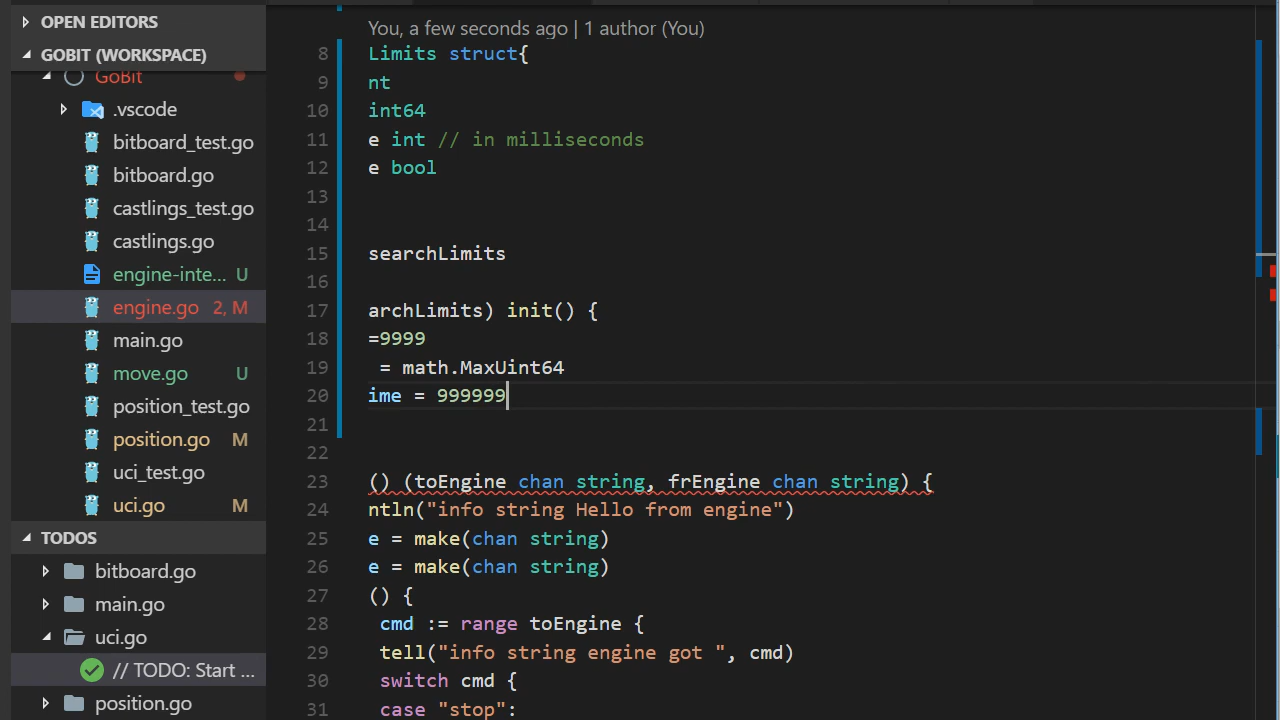 OPEN EDITORS
GOBIT (WORKSPACE)
GoBit
.vscode
bitboard_test.go
bitboard.go
castlings_test.go
castlings.go
engine-inte... U
engine.go 2, M
main.go
move.go U
position_test.go
position.go M
uci_test.go
uci.go M
TODOS
bitboard.go
main.go
uci.go
// TODO: Start ...
position.go
You, a few seconds ago | 1 author (You)
8 Limits struct{
9 nt
10 int64
11 e int // in milliseconds
12 e bool
13
14
15 searchLimits
16
17 archLimits) init() {
18 =9999
19 = math.MaxUint64
20 ime = 999999
21
22
23 () (toEngine chan string, frEngine chan string) {
24 ntln("info string Hello from engine")
25 e = make(chan string)
26 e = make(chan string)
27 () {
28 cmd := range toEngine {
29 tell("info string engine got ", cmd)
30 switch cmd {
31 case "stop":